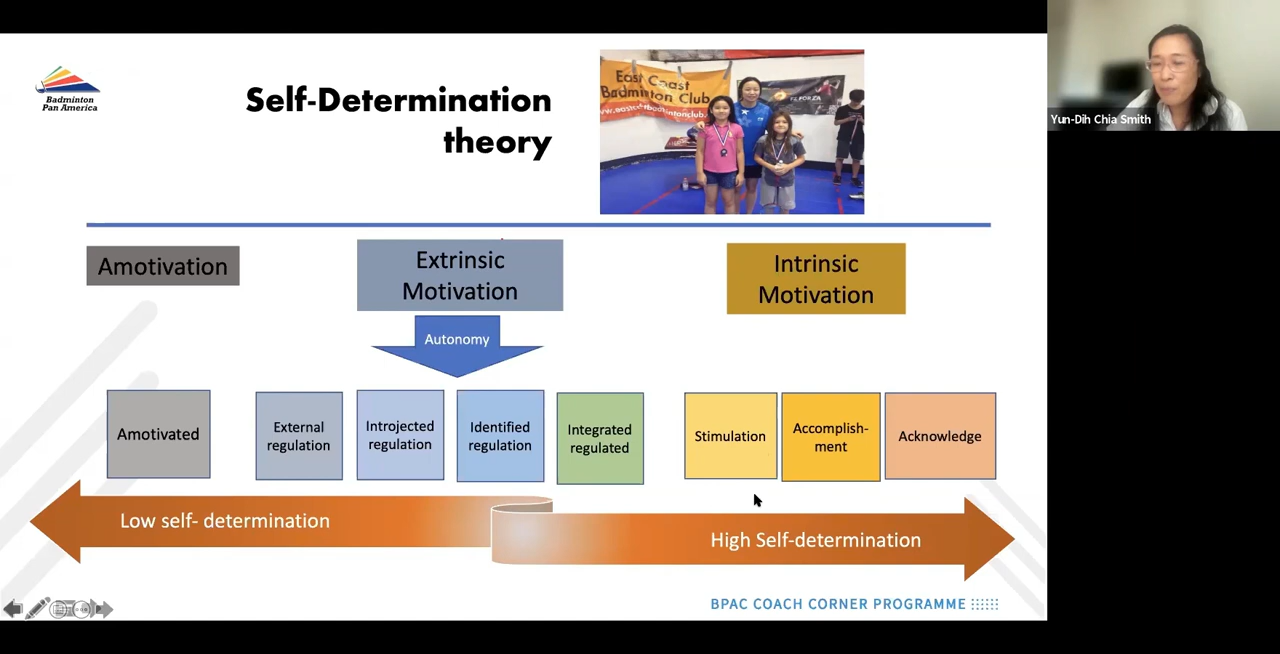 Badminton
Pan America
Self-Determination
theory
East Coast
Badminton Club
FZ FORZA
Yun-Dih Chia Smith
Amotivation
Extrinsic
Motivation
Intrinsic
Motivation
Autonomy
Amotivated
External
regulation
Introjected
regulation
Identified
regulation
Integrated
regulated
Stimulation
Accomplish-
ment
Acknowledge
Low self- determination
High Self-determination
BPAC COACH CORNER PROGRAMME